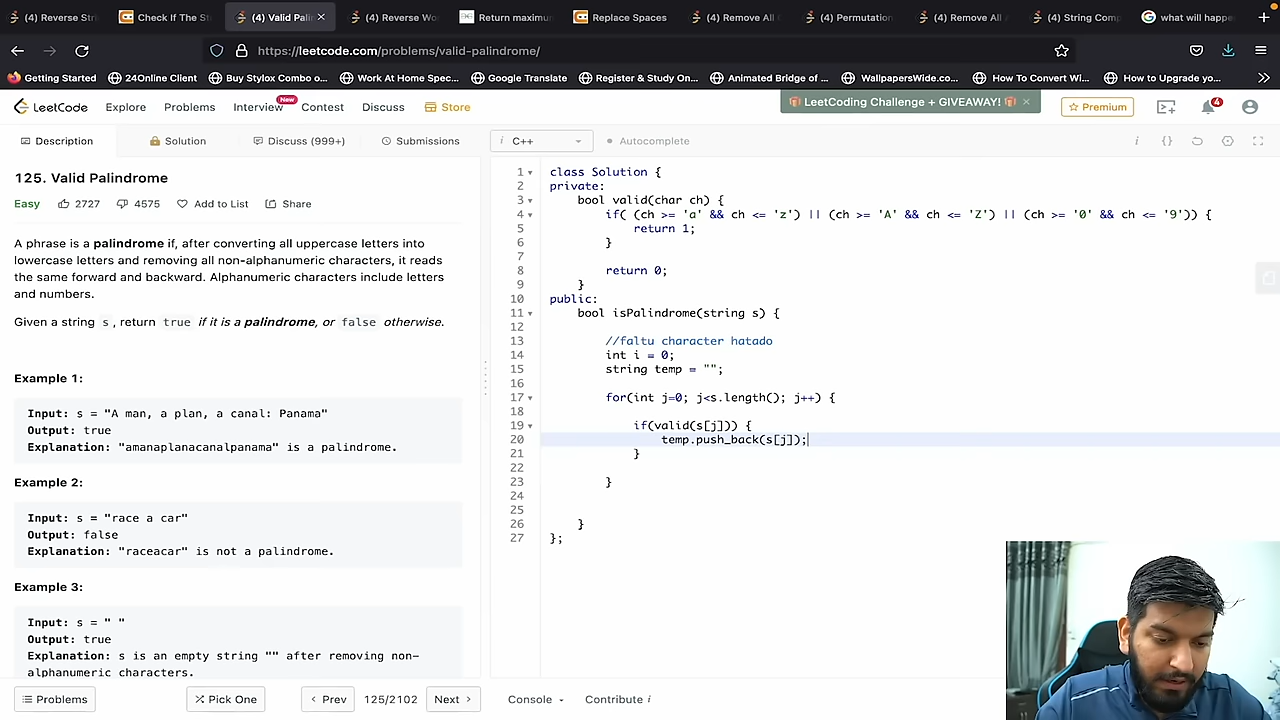 (4) Reverse Stri
Check If The St
(4) Valid Palin
(4) Reverse Wo
Return maximu
Replace Spaces
(4) Remove All
(4) Permutation
(4) Remove All
(4) String Comp
what will happe
https://leetcode.com/problems/valid-palindrome/
Getting Started
24Online Client
Buy Stylox Combo o...
Work At Home Spec...
Google Translate
Register & Study On...
Animated Bridge of ...
WallpapersWide.co...
How To Convert Wi...
How to Upgrade yo...
LeetCode
Explore
Problems
Interview
New
Contest
Discuss
Store
LeetCoding Challenge + GIVEAWAY!
Premium
4
Description
Solution
Discuss (999+)
Submissions
i C++
Autocomplete
125. Valid Palindrome
Easy 2727 4575 Add to List Share
A phrase is a palindrome if, after converting all uppercase letters into
lowercase letters and removing all non-alphanumeric characters, it reads
the same forward and backward. Alphanumeric characters include letters
and numbers.
Given a string s, return true if it is a palindrome, or false otherwise.
Example 1:
Input: s = "A man, a plan, a canal: Panama"
Output: true
Explanation: "amanaplanacanalpanama" is a palindrome.
Example 2:
Input: s = "race a car"
Output: false
Explanation: "raceacar" is not a palindrome.
Example 3:
Input: s = " "
Output: true
Explanation: s is an empty string "" after removing non-
alphanumeric characters.
1 class Solution {
2 private:
3 bool valid(char ch) {
4 if( (ch >= 'a' && ch <= 'z') || (ch >= 'A' && ch <= 'Z') || (ch >= '0' && ch <= '9')) {
5 return 1;
6 }
7
8 return 0;
9 }
10 public:
11 bool isPalindrome(string s) {
12
13 //faltu character hatado
14 int i = 0;
15 string temp = "";
16
17 for(int j=0; j<s.length(); j++) {
18
19 if(valid(s[j])) {
20 temp.push_back(s[j]);
21 }
22
23 }
24
25
26 }
27 };
Problems
Pick One
Prev
125/2102
Next
Console
Contribute i